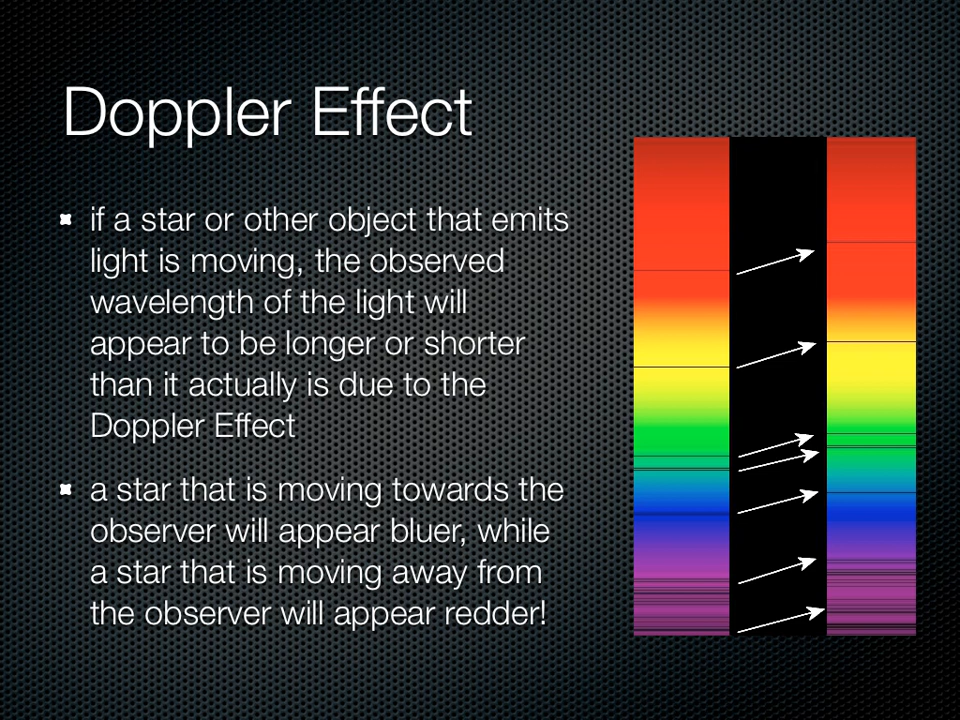 Doppler Effect
if a star or other object that emits
light is moving, the observed
wavelength of the light will
appear to be longer or shorter
than it actually is due to the
Doppler Effect
a star that is moving towards the
observer will appear bluer, while
a star that is moving away from
the observer will appear redder!